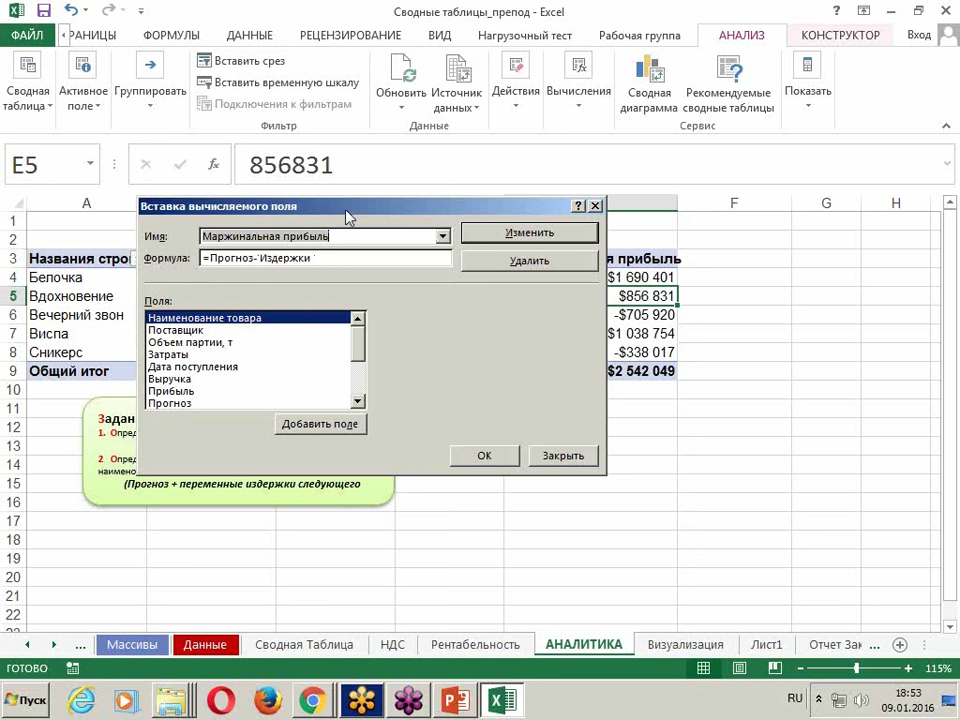 Сводные таблицы_препод - Excel
ФАЙЛ
РАНИЦЫ
ФОРМУЛЫ
ДАННЫЕ
РЕЦЕНЗИРОВАНИЕ
ВИД
Нагрузочный тест
Рабочая группа
АНАЛИЗ
КОНСТРУКТОР
Вход
Сводная таблица
Активное поле
Группировать
Вставить срез
Вставить временную шкалу
Подключения к фильтрам
Фильтр
Обновить
Источник данных
Данные
Действия
Вычисления
Сводная диаграмма
Рекомендуемые сводные таблицы
Сервис
Показать
E5
fx
856831
A
F
G
H
Вставка вычисляемого поля
Имя:
Маржинальная прибыль
Изменить
Формула:
=Прогноз-'Издержки '
Удалить
Поля:
Наименование товара
Поставщик
Объем партии, т
Затраты
Дата поступления
Выручка
Прибыль
Прогноз
Добавить поле
ОК
Закрыть
1
2
3 Названия стро я прибыль
4 Белочка $1 690 401
5 Вдохновение $856 831
6 Вечерний звон -$705 920
7 Виспа $1 038 754
8 Сникерс -$338 017
9 Общий итог $2 542 049
10
11
12
13
14
15
16
17
18
19
20
21
22
Задан
1. Опред
2 Опред
наимено
(Прогноз + переменные издержки следующего
...
Массивы
Данные
Сводная Таблица
НДС
Рентабельность
АНАЛИТИКА
Визуализация
Лист1
Отчет Зак
...
ГОТОВО
115%
Пуск
RU
18:53
09.01.2016